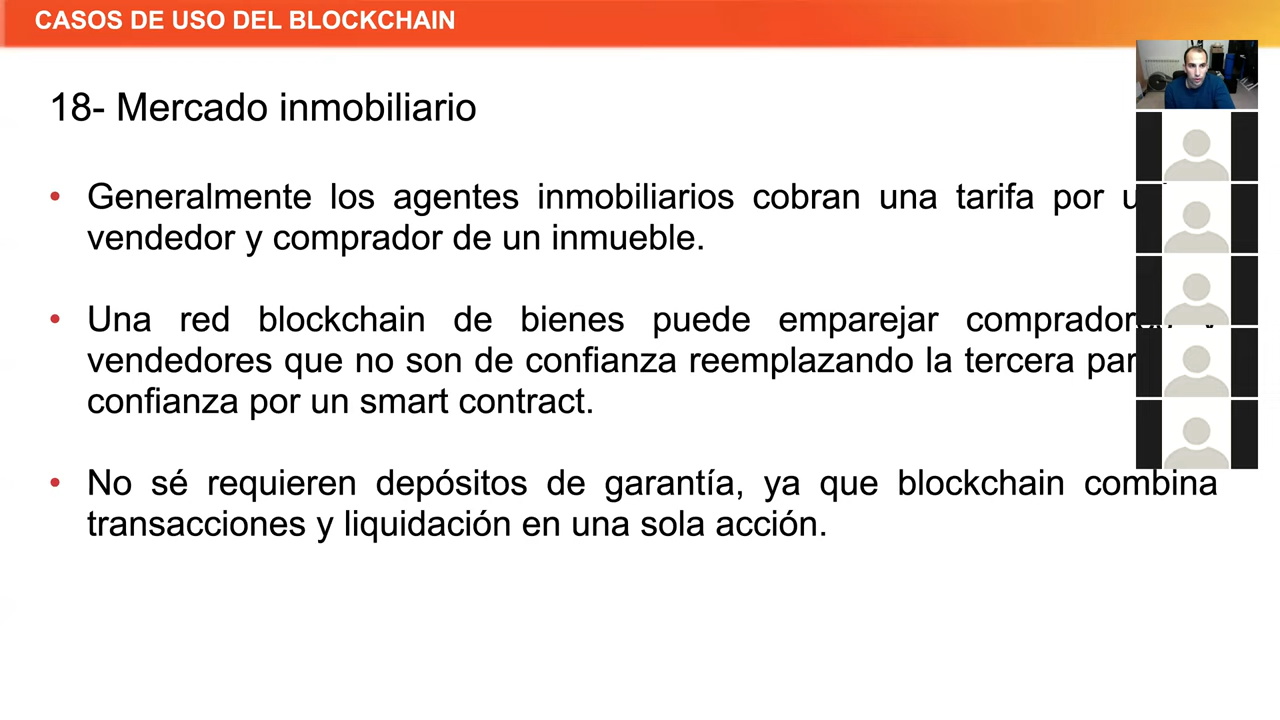 CASOS DE USO DEL BLOCKCHAIN
18- Mercado inmobiliario
• Generalmente los agentes inmobiliarios cobran una tarifa por
vendedor y comprador de un inmueble.
• Una red blockchain de bienes puede emparejar compradores y
vendedores que no son de confianza reemplazando la tercera
confianza por un smart contract.
• No sé requieren depósitos de garantía, ya que blockchain combina
transacciones y liquidación en una sola acción.